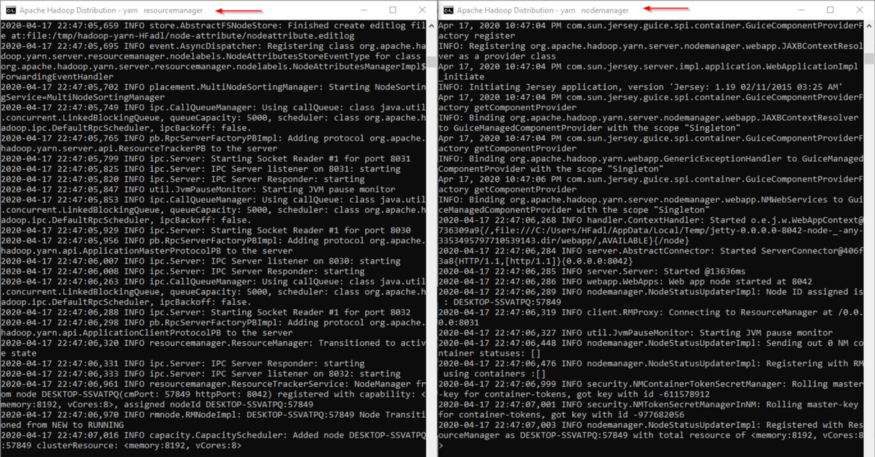 Apache Hadoop Distribution - yarn resourcemanager
2020-04-17 22:47:05,659 INFO store.AbstractFSNodeStore: Finished create editlog fil
e at:file:/tmp/hadoop-yarn-HFadl/node-attribute/nodeattribute.editlog
2020-04-17 22:47:05,695 INFO event.AsyncDispatcher: Registering class org.apache.ha
doop.yarn.server.resourcemanager.nodelabels.NodeAttributesStoreEventType for class
org.apache.hadoop.yarn.server.resourcemanager.nodelabels.NodeAttributesManagerImpl$
ForwardingEventHandler
2020-04-17 22:47:05,702 INFO placement.MultiNodeSortingManager: Starting NodeSortin
gService=MultiNodeSortingManager
2020-04-17 22:47:05,749 INFO ipc.CallQueueManager: Using callQueue: class java.util
.concurrent.LinkedBlockingQueue, queueCapacity: 5000, scheduler: class org.apache.h
adoop.ipc.DefaultRpcScheduler, ipcBackoff: false.
2020-04-17 22:47:05,765 INFO pb.RpcServerFactoryPBImpl: Adding protocol org.apache.
hadoop.yarn.server.api.ResourceTrackerPB to the server
2020-04-17 22:47:05,799 INFO ipc.Server: Starting Socket Reader #1 for port 8031
2020-04-17 22:47:05,815 INFO ipc.Server: IPC Server listener on 8031: starting
2020-04-17 22:47:05,820 INFO ipc.Server: IPC Server Responder: starting
2020-04-17 22:47:05,847 INFO util.JvmPauseMonitor: Starting JVM pause monitor
2020-04-17 22:47:05,853 INFO ipc.CallQueueManager: Using callQueue: class java.util
.concurrent.LinkedBlockingQueue, queueCapacity: 5000, scheduler: class org.apache.h
adoop.ipc.DefaultRpcScheduler, ipcBackoff: false.
2020-04-17 22:47:05,929 INFO ipc.Server: Starting Socket Reader #1 for port 8030
2020-04-17 22:47:05,956 INFO pb.RpcServerFactoryPBImpl: Adding protocol org.apache.
hadoop.yarn.api.ApplicationMasterProtocolPB to the server
2020-04-17 22:47:06,007 INFO ipc.Server: IPC Server listener on 8030: starting
2020-04-17 22:47:06,008 INFO ipc.Server: IPC Server Responder: starting
2020-04-17 22:47:06,263 INFO ipc.CallQueueManager: Using callQueue: class java.util
.concurrent.LinkedBlockingQueue, queueCapacity: 5000, scheduler: class org.apache.h
adoop.ipc.DefaultRpcScheduler, ipcBackoff: false.
2020-04-17 22:47:06,288 INFO ipc.Server: Starting Socket Reader #1 for port 8032
2020-04-17 22:47:06,298 INFO pb.RpcServerFactoryPBImpl: Adding protocol org.apache.
hadoop.yarn.api.ApplicationClientProtocolPB to the server
2020-04-17 22:47:06,320 INFO resourcemanager.ResourceManager: Transitioned to activ
e state
2020-04-17 22:47:06,331 INFO ipc.Server: IPC Server Responder: starting
2020-04-17 22:47:06,333 INFO ipc.Server: IPC Server listener on 8032: starting
2020-04-17 22:47:06,961 INFO resourcemanager.ResourceTrackerService: NodeManager fr
om node DESKTOP-SSVATPQ(cmPort: 57849 httpPort: 8042) registered with capability: <
memory:8192, vCores:8>, assigned nodeId DESKTOP-SSVATPQ:57849
2020-04-17 22:47:06,970 INFO rmnode.RMNodeImpl: DESKTOP-SSVATPQ:57849 Node Transiti
oned from NEW to RUNNING
2020-04-17 22:47:07,016 INFO capacity.CapacityScheduler: Added node DESKTOP-SSVATPQ
:57849 clusterResource: <memory:8192, vCores:8>
Apache Hadoop Distribution - yarn nodemanager
Apr 17, 2020 10:47:04 PM com.sun.jersey.guice.spi.container.GuiceComponentProviderF
actory register
INFO: Registering org.apache.hadoop.yarn.server.nodemanager.webapp.JAXBContextResol
ver as a provider class
Apr 17, 2020 10:47:04 PM com.sun.jersey.server.impl.application.WebApplicationImpl
_initiate
INFO: Initiating Jersey application, version 'Jersey: 1.19 02/11/2015 03:25 AM'
Apr 17, 2020 10:47:04 PM com.sun.jersey.guice.spi.container.GuiceComponentProviderF
actory getComponentProvider
INFO: Binding org.apache.hadoop.yarn.server.nodemanager.webapp.JAXBContextResolver
to GuiceManagedComponentProvider with the scope "Singleton"
Apr 17, 2020 10:47:04 PM com.sun.jersey.guice.spi.container.GuiceComponentProviderF
actory getComponentProvider
INFO: Binding org.apache.hadoop.yarn.webapp.GenericExceptionHandler to GuiceManaged
ComponentProvider with the scope "Singleton"
Apr 17, 2020 10:47:06 PM com.sun.jersey.guice.spi.container.GuiceComponentProviderF
actory getComponentProvider
INFO: Binding org.apache.hadoop.yarn.server.nodemanager.webapp.NMWebServices to Gui
ceManagedComponentProvider with the scope "Singleton"
2020-04-17 22:47:06,268 INFO handler.ContextHandler: Started o.e.j.w.WebAppContext@
736309a9{/,file:///C:/Users/HFadl/AppData/Local/Temp/jetty-0.0.0.0-8042-node-_-any-
3353495797710539143.dir/webapp/,AVAILABLE}{/node}
2020-04-17 22:47:06,284 INFO server.AbstractConnector: Started ServerConnector@406f
3a8{HTTP/1.1,[http/1.1]}{0.0.0.0:8042}
2020-04-17 22:47:06,285 INFO server.Server: Started @13636ms
2020-04-17 22:47:06,286 INFO webapp.WebApps: Web app node started at 8042
2020-04-17 22:47:06,289 INFO nodemanager.NodeStatusUpdaterImpl: Node ID assigned is
: DESKTOP-SSVATPQ:57849
2020-04-17 22:47:06,319 INFO client.RMProxy: Connecting to ResourceManager at /0.0.
0.0:8031
2020-04-17 22:47:06,327 INFO util.JvmPauseMonitor: Starting JVM pause monitor
2020-04-17 22:47:06,448 INFO nodemanager.NodeStatusUpdaterImpl: Sending out 0 NM co
ntainer statuses: []
2020-04-17 22:47:06,476 INFO nodemanager.NodeStatusUpdaterImpl: Registering with RM
 using containers :[]
2020-04-17 22:47:06,999 INFO security.NMContainerTokenSecretManager: Rolling master
-key for container-tokens, got key with id -611578912
2020-04-17 22:47:07,001 INFO security.NMTokenSecretManagerInNM: Rolling master-key
for container-tokens, got key with id -977682056
2020-04-17 22:47:07,003 INFO nodemanager.NodeStatusUpdaterImpl: Registered with Res
ourceManager as DESKTOP-SSVATPQ:57849 with total resource of <memory:8192, vCores:8
>